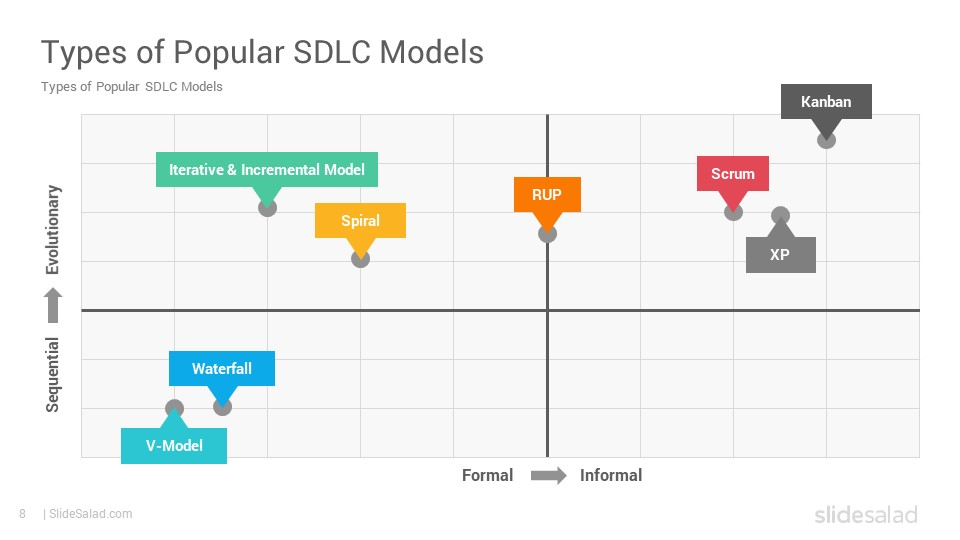 Types of Popular SDLC Models
Types of Popular SDLC Models
Kanban
Iterative & Incremental Model
Scrum
RUP
Spiral
XP
Evolutionary
Sequential
Waterfall
V-Model
Formal
Informal
8 | SlideSalad.com
slidesalad